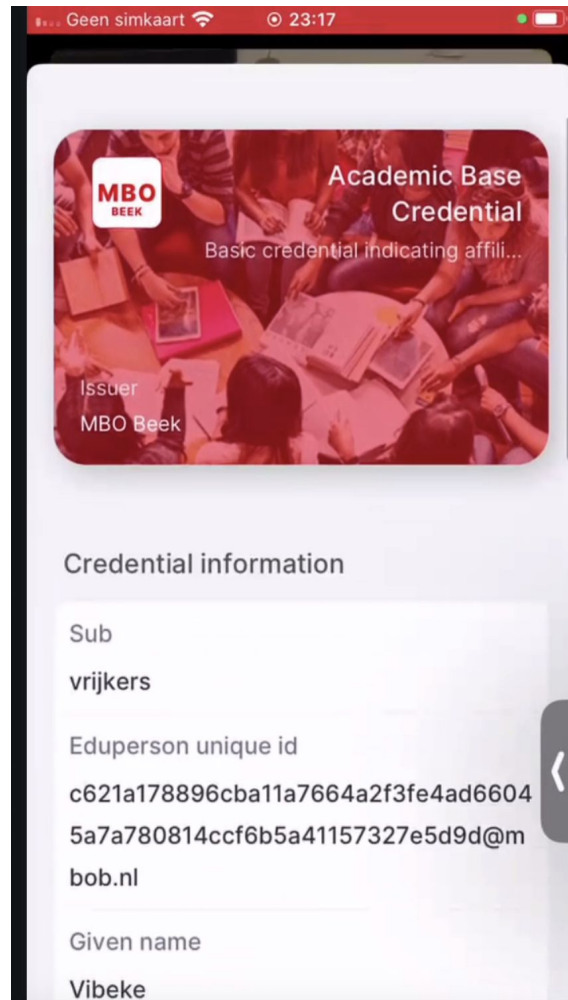 Geen simkaart 23:17
MBO
BEEK
Academic Base
Credential
Basic credential indicating affili...
Issuer
MBO Beek
Credential information
Sub
vrijkers
Eduperson unique id
c621a178896cba11a7664a2f3fe4ad6604
5a7a780814ccf6b5a41157327e5d9d@m
bob.nl
Given name
Vibeke